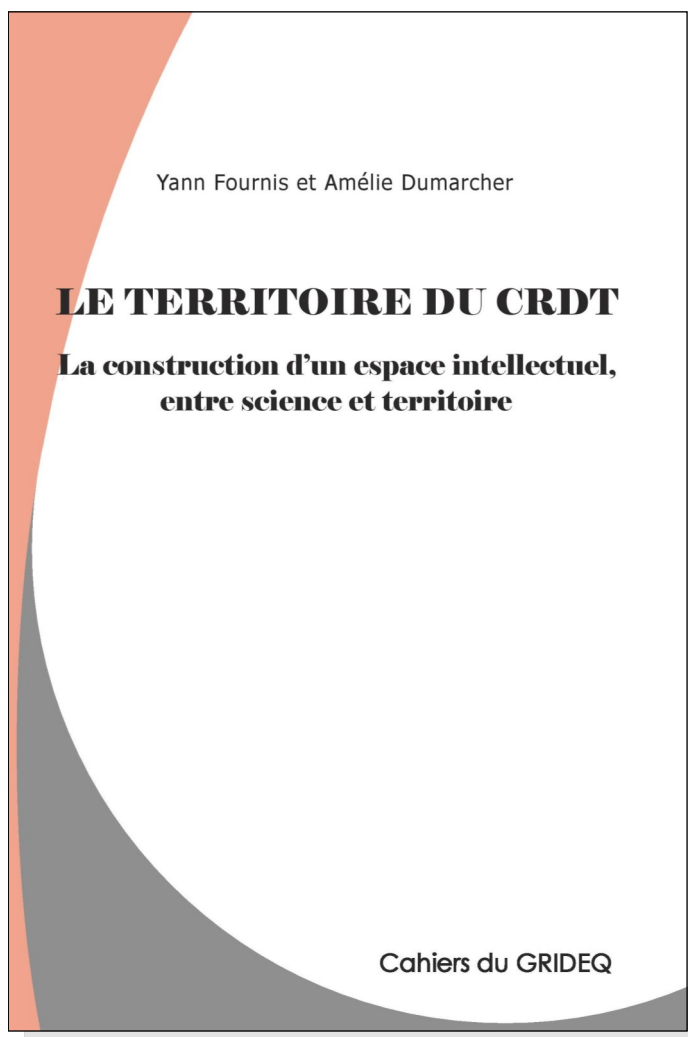 Yann Fournis et Amélie Dumarcher
LE TERRITOIRE DU CRDT
La construction d'un espace intellectuel,
entre science et territoire
Cahiers du GRIDEQ